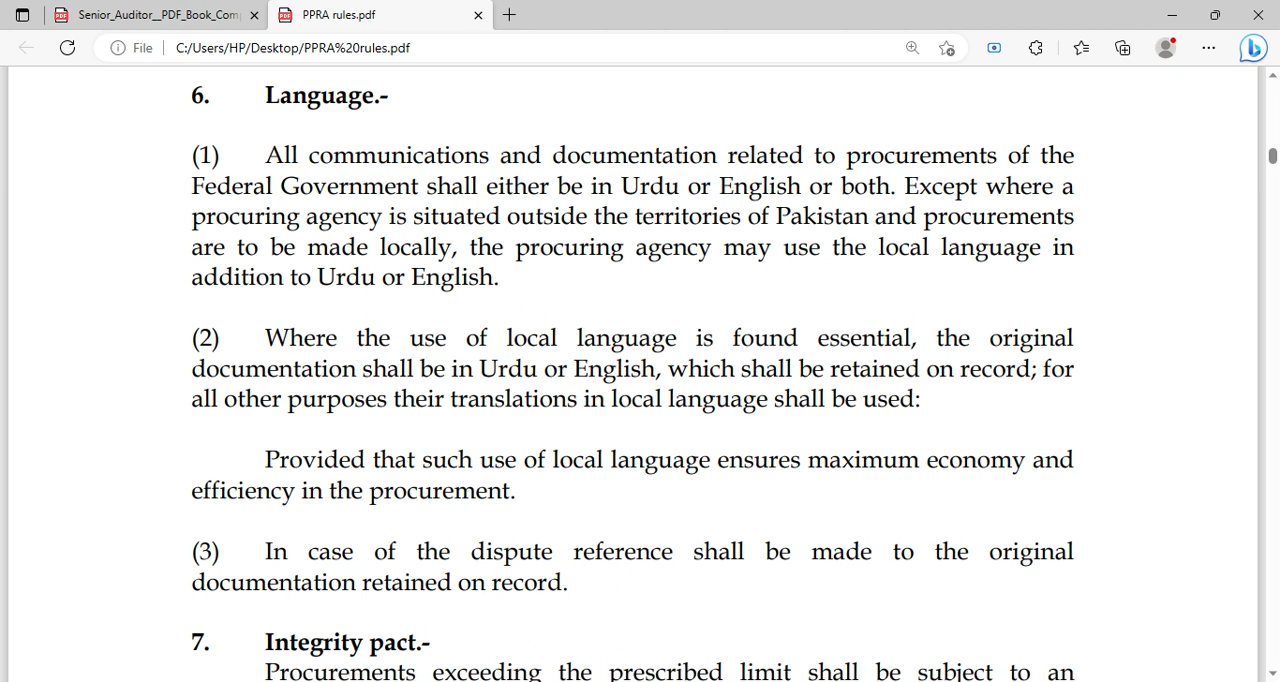 Senior_Auditor__PDF_Book_Com
PPRA rules.pdf
File C:/Users/HP/Desktop/PPRA%20rules.pdf
6. Language.-
(1) All communications and documentation related to procurements of the
Federal Government shall either be in Urdu or English or both. Except where a
procuring agency is situated outside the territories of Pakistan and procurements
are to be made locally, the procuring agency may use the local language in
addition to Urdu or English.
(2) Where the use of local language is found essential, the original
documentation shall be in Urdu or English, which shall be retained on record; for
all other purposes their translations in local language shall be used:
Provided that such use of local language ensures maximum economy and
efficiency in the procurement.
(3) In case of the dispute reference shall be made to the original
documentation retained on record.
7. Integrity pact.-
Procurements exceeding the prescribed limit shall be subject to an